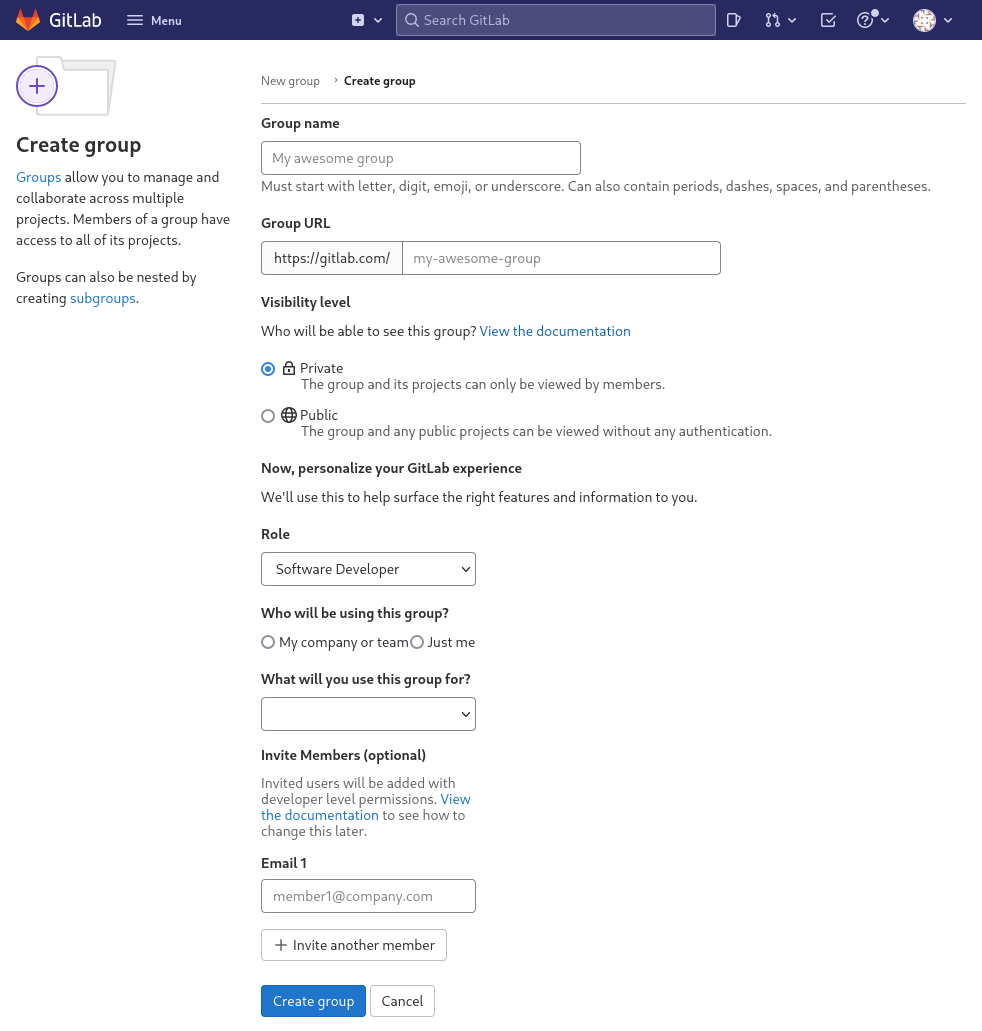 GitLab
Menu
Search GitLab
Create group
Groups allow you to manage and
collaborate across multiple
projects. Members of a group have
access to all of its projects.
Groups can also be nested by
creating subgroups.
New group › Create group
Group name
My awesome group
Must start with letter, digit, emoji, or underscore. Can also contain periods, dashes, spaces, and parentheses.
Group URL
https://gitlab.com/ my-awesome-group
Visibility level
Who will be able to see this group? View the documentation
Private
The group and its projects can only be viewed by members.
Public
The group and any public projects can be viewed without any authentication.
Now, personalize your GitLab experience
We'll use this to help surface the right features and information to you.
Role
Software Developer
Who will be using this group?
My company or team Just me
What will you use this group for?
Invite Members (optional)
Invited users will be added with
developer level permissions. View
the documentation to see how to
change this later.
Email 1
member1@company.com
Invite another member
Create group Cancel